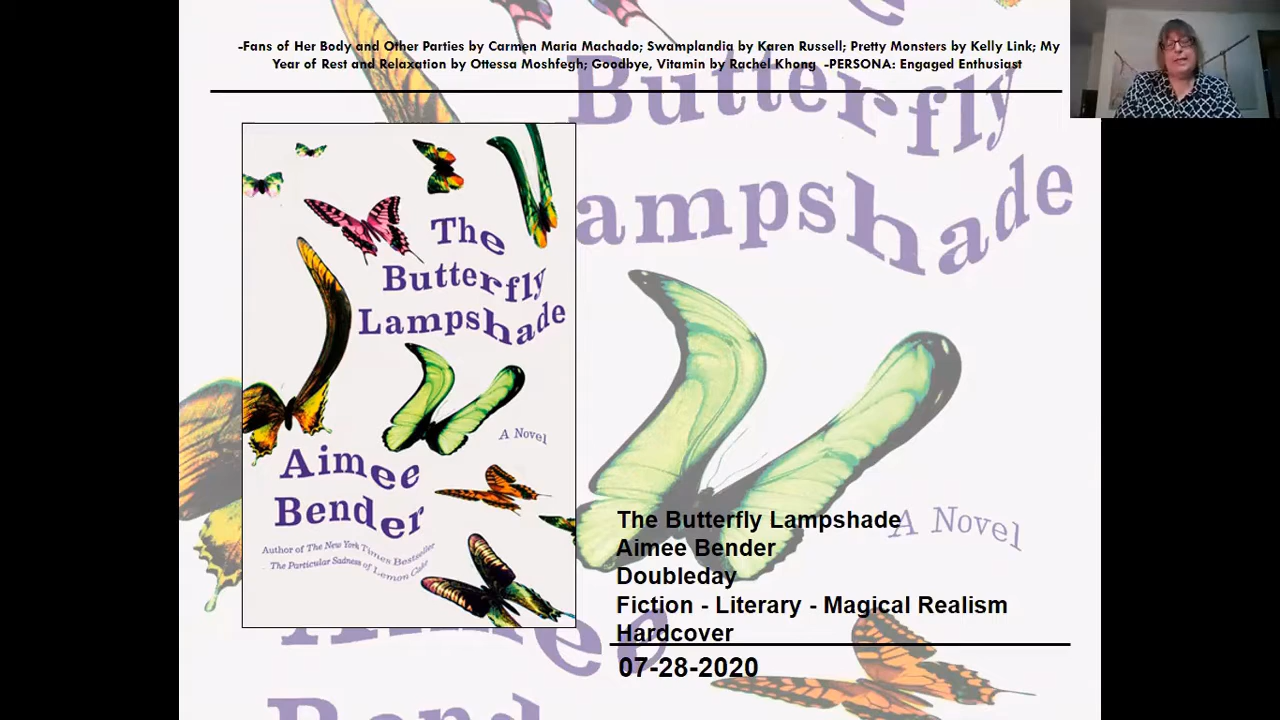 -Fans of Her Body and Other Parties by Carmen Maria Machado; Swamplandia by Karen Russell; Pretty Monsters by Kelly Link; My
Year of Rest and Relaxation by Ottessa Moshfegh; Goodbye, Vitamin by Rachel Khong -PERSONA: Engaged Enthusiast
Butterfly
Lampshade
The
Butterfly
Lampshade
A Novel
Aimee
Bender
Author of The New York Times Bestseller
The Particular Sadness of Lemon Cake
A Novel
The Butterfly Lampshade
Aimee Bender
Doubleday
Fiction - Literary - Magical Realism
Hardcover
07-28-2020
Aimee
Bender